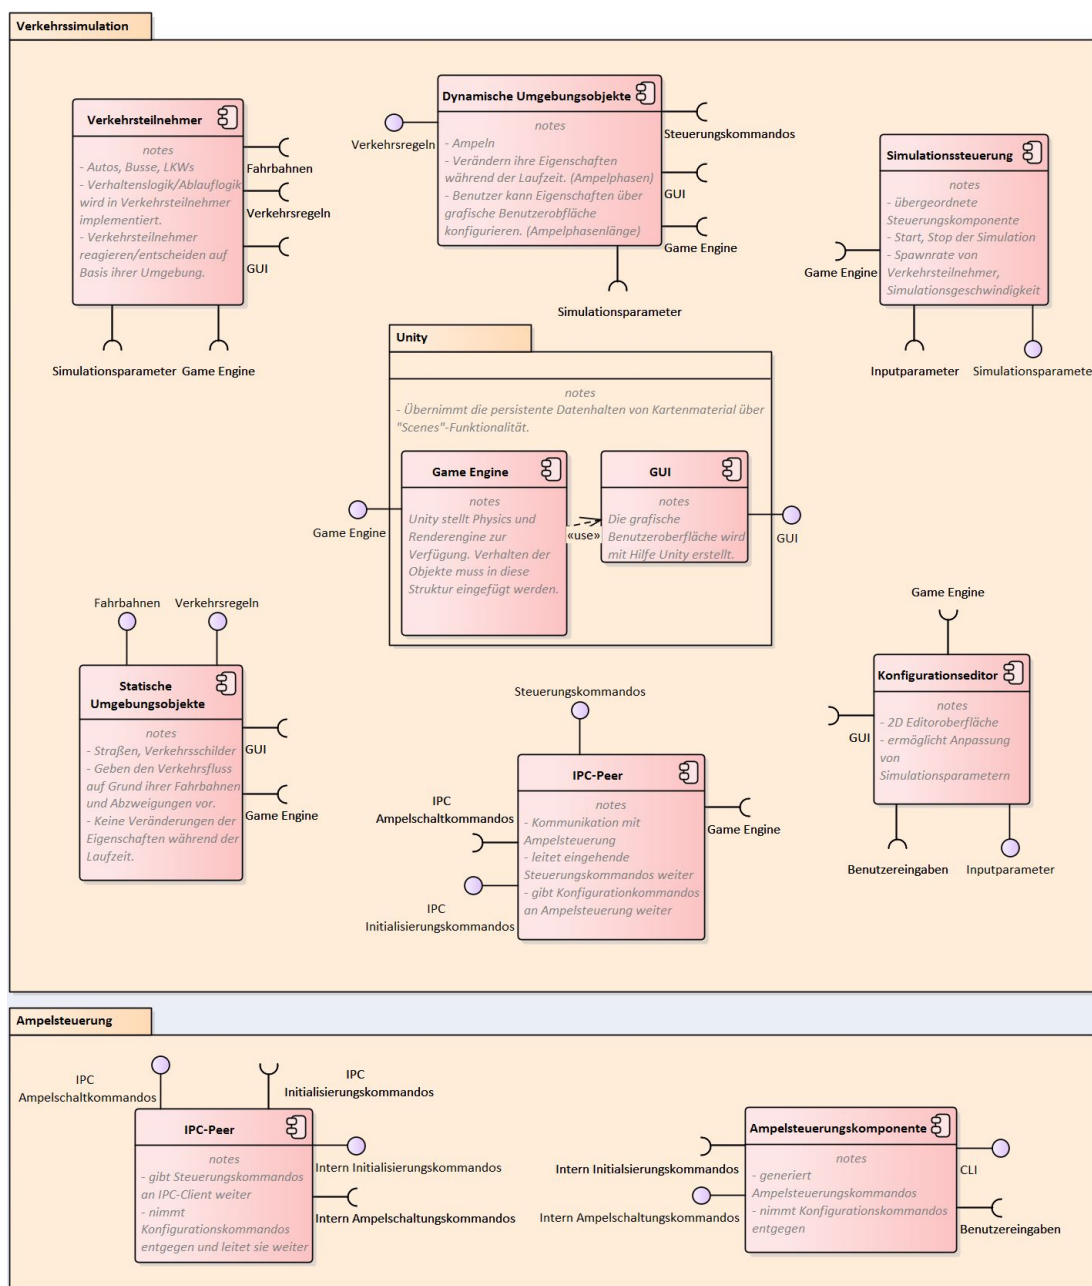 Verkehrssimulation
Verkehrsteilnehmer
notes
- Autos, Busse, LKWs
- Verhaltenslogik/Ablauflogik
wird in Verkehrsteilnehmer
implementiert.
- Verkehrsteilnehmer
reagieren/entscheiden auf
Basis ihrer Umgebung.
Fahrbahnen
Verkehrsregeln
GUI
Simulationsparameter
Game Engine
Dynamische Umgebungsobjekte
notes
- Ampeln
- Verändern ihre Eigenschaften
während der Laufzeit. (Ampelphasen)
- Benutzer kann Eigenschaften über
grafische Benutzerobfläche
konfigurieren. (Ampelphasenlänge)
Verkehrsregeln
Steuerungskommandos
GUI
Game Engine
Simulationsparameter
Simulationssteuerung
notes
- übergeordnete
Steuerungskomponente
- Start, Stop der Simulation
- Spawnrate von
Verkehrsteilnehmer,
Simulationsgeschwindigkeit
Game Engine
Inputparameter
Simulationsparamete
Unity
notes
- Übernimmt die persistente Datenhalten von Kartenmaterial über
"Scenes"-Funktionalität.
Game Engine
notes
Unity stellt Physics und
Renderengine zur
Verfügung. Verhalten der
Objekte muss in diese
Struktur eingefügt werden.
Game Engine
«use»
GUI
notes
Die grafische
Benutzeroberfläche wird
mit Hilfe Unity erstellt.
GUI
Fahrbahnen
Verkehrsregeln
Statische
Umgebungsobjekte
notes
- Straßen, Verkehrsschilder
- Geben den Verkehrsfluss
auf Grund ihrer Fahrbahnen
und Abzweigungen vor.
- Keine Veränderungen der
Eigenschaften während der
Laufzeit.
GUI
Game Engine
Steuerungskommandos
IPC-Peer
notes
- Kommunikation mit
Ampelsteuerung
- leitet eingehende
Steuerungskommandos weiter
- gibt Konfigurationkommandos
an Ampelsteuerung weiter
IPC
Ampelschaltkommandos
IPC
Initialisierungskommandos
Game Engine
Game Engine
Konfigurationseditor
notes
- 2D Editoroberfläche
- ermöglicht Anpassung
von
Simulationsparametern
GUI
Benutzereingaben
Inputparameter
Ampelsteuerung
IPC
Ampelschaltkommandos
IPC
Initialisierungskommandos
IPC-Peer
notes
- gibt Steuerungskommandos
an IPC-Client weiter
- nimmt
Konfigurationskommandos
entgegen und leitet sie weiter
Intern Initialisierungskommandos
Intern Ampelschaltungskommandos
Ampelsteuerungskomponente
notes
- generiert
Ampelsteuerungskommandos
- nimmt Konfigurationskommandos
entgegen
Intern Initialsierungskommandos
Intern Ampelschaltungskommandos
CLI
Benutzereingaben